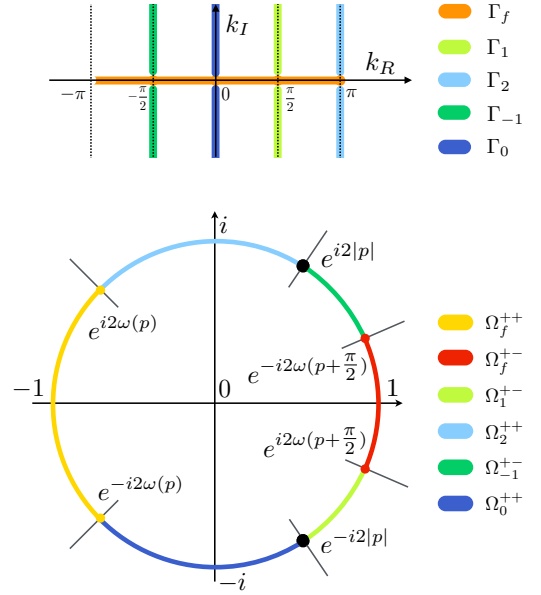 k_I
k_R
−π
−π/2
0
π/2
π
Γ_f
Γ_1
Γ_2
Γ_{−1}
Γ_0
i
e^{i2|p|}
e^{i2ω(p)}
e^{−i2ω(p+π/2)}
−1
0
1
e^{i2ω(p+π/2)}
e^{−i2ω(p)}
e^{−i2|p|}
−i
Ω_f^{++}
Ω_f^{+−}
Ω_1^{+−}
Ω_2^{++}
Ω_{−1}^{+−}
Ω_0^{++}